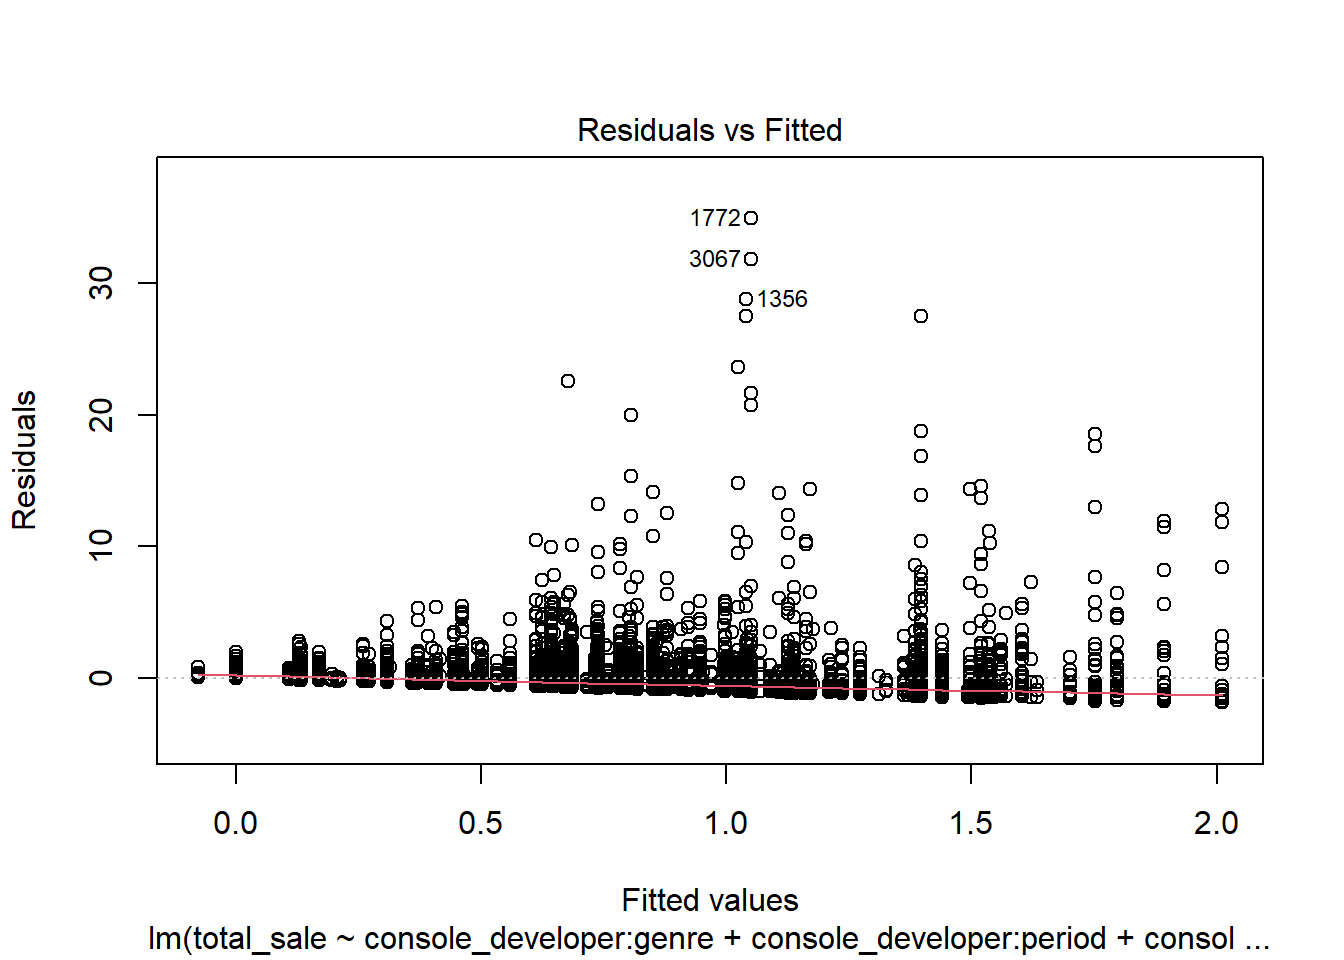 Residuals vs Fitted
Residuals
30
20
10
0
1772
3067
1356
0.0 0.5 1.0 1.5 2.0
Fitted values
lm(total_sale ~ console_developer:genre + console_developer:period + consol ...